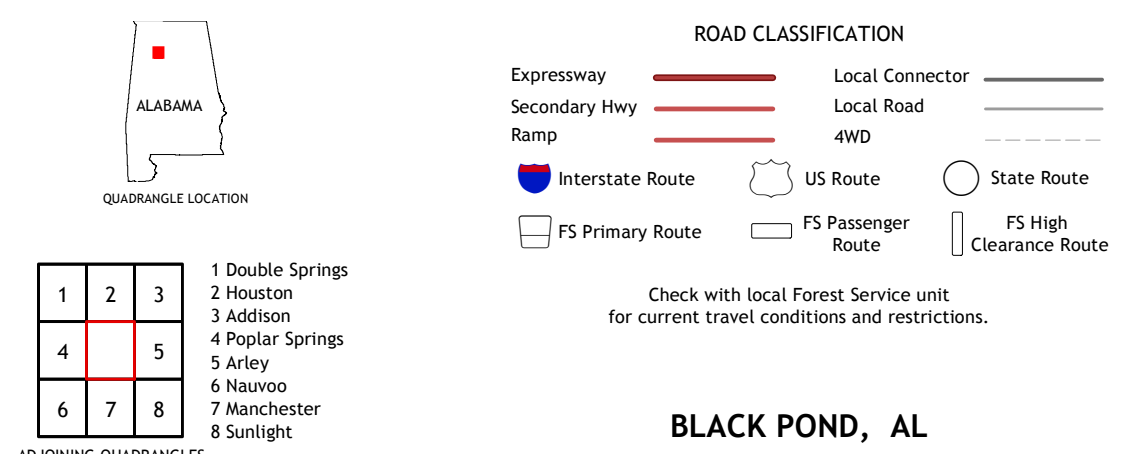 ALABAMA
QUADRANGLE LOCATION
1 2 3
4 5
6 7 8
1 Double Springs
2 Houston
3 Addison
4 Poplar Springs
5 Arley
6 Nauvoo
7 Manchester
8 Sunlight
ADJOINING QUADRANGLES
ROAD CLASSIFICATION
Expressway
Local Connector
Secondary Hwy
Local Road
Ramp
4WD
Interstate Route
US Route
State Route
FS Primary Route
FS Passenger
Route
FS High
Clearance Route
Check with local Forest Service unit
for current travel conditions and restrictions.
BLACK POND, AL